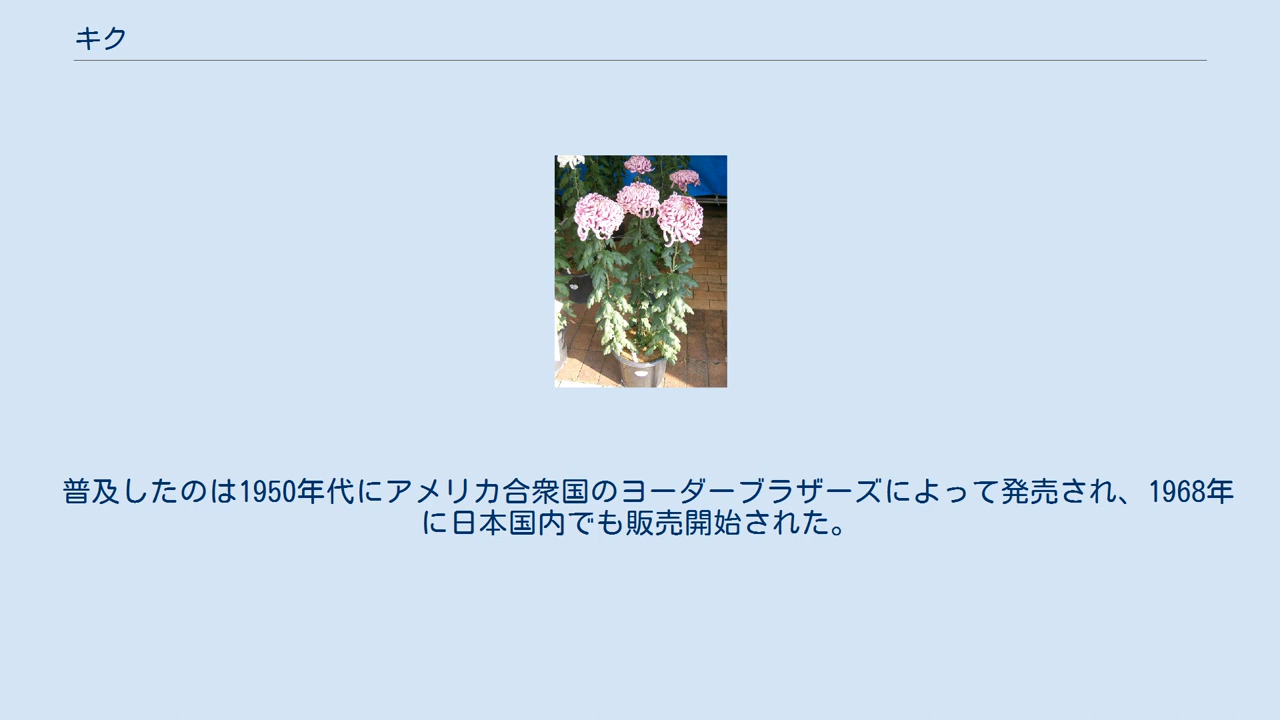 キク
普及したのは1950年代にアメリカ合衆国のヨーダーブラザーズによって発売され、1968年
に日本国内でも販売開始された。